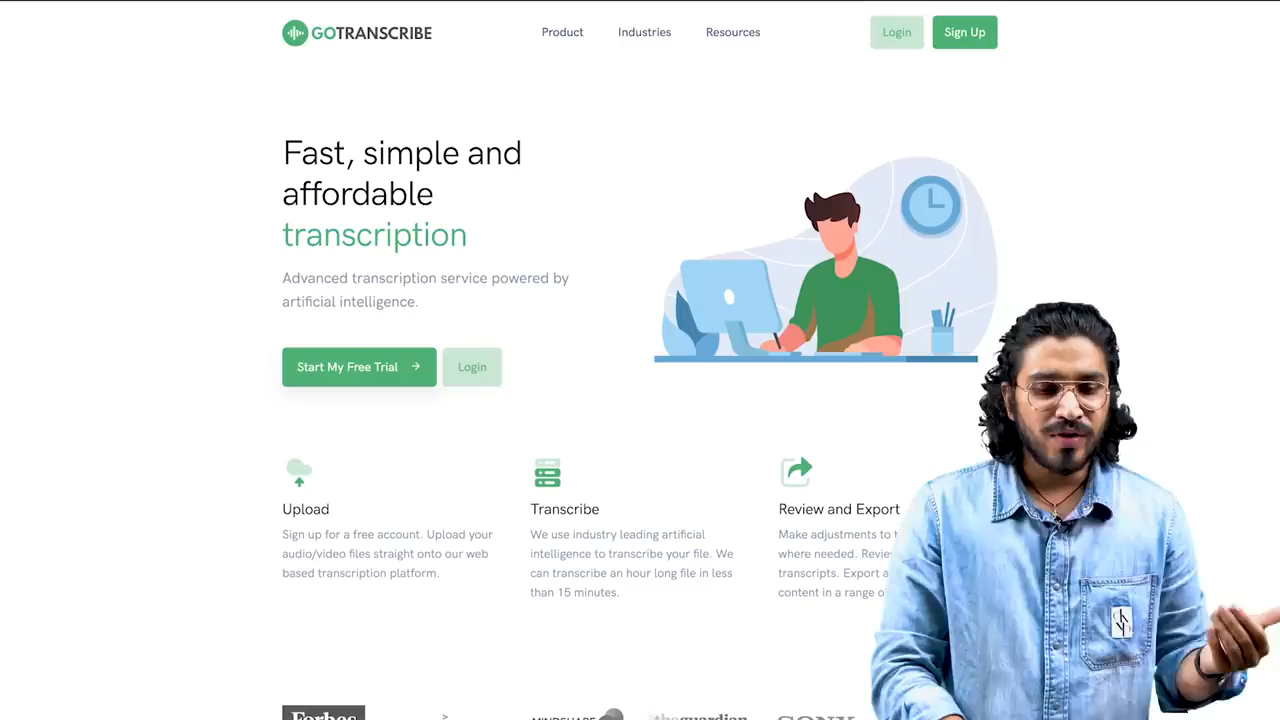 GOTRANSCRIBE
Product
Industries
Resources
Login
Sign Up
Fast, simple and
affordable
transcription
Advanced transcription service powered by
artificial intelligence.
Start My Free Trial →
Login
Upload
Sign up for a free account. Upload your
audio/video files straight onto our web
based transcription platform.
Transcribe
We use industry leading artificial
intelligence to transcribe your file. We
can transcribe an hour long file in less
than 15 minutes.
Review and Export
Make adjustments to
where needed.
transcripts. Export
content in a range
Forbes
>
MINDSHARE
theguardian
SONY